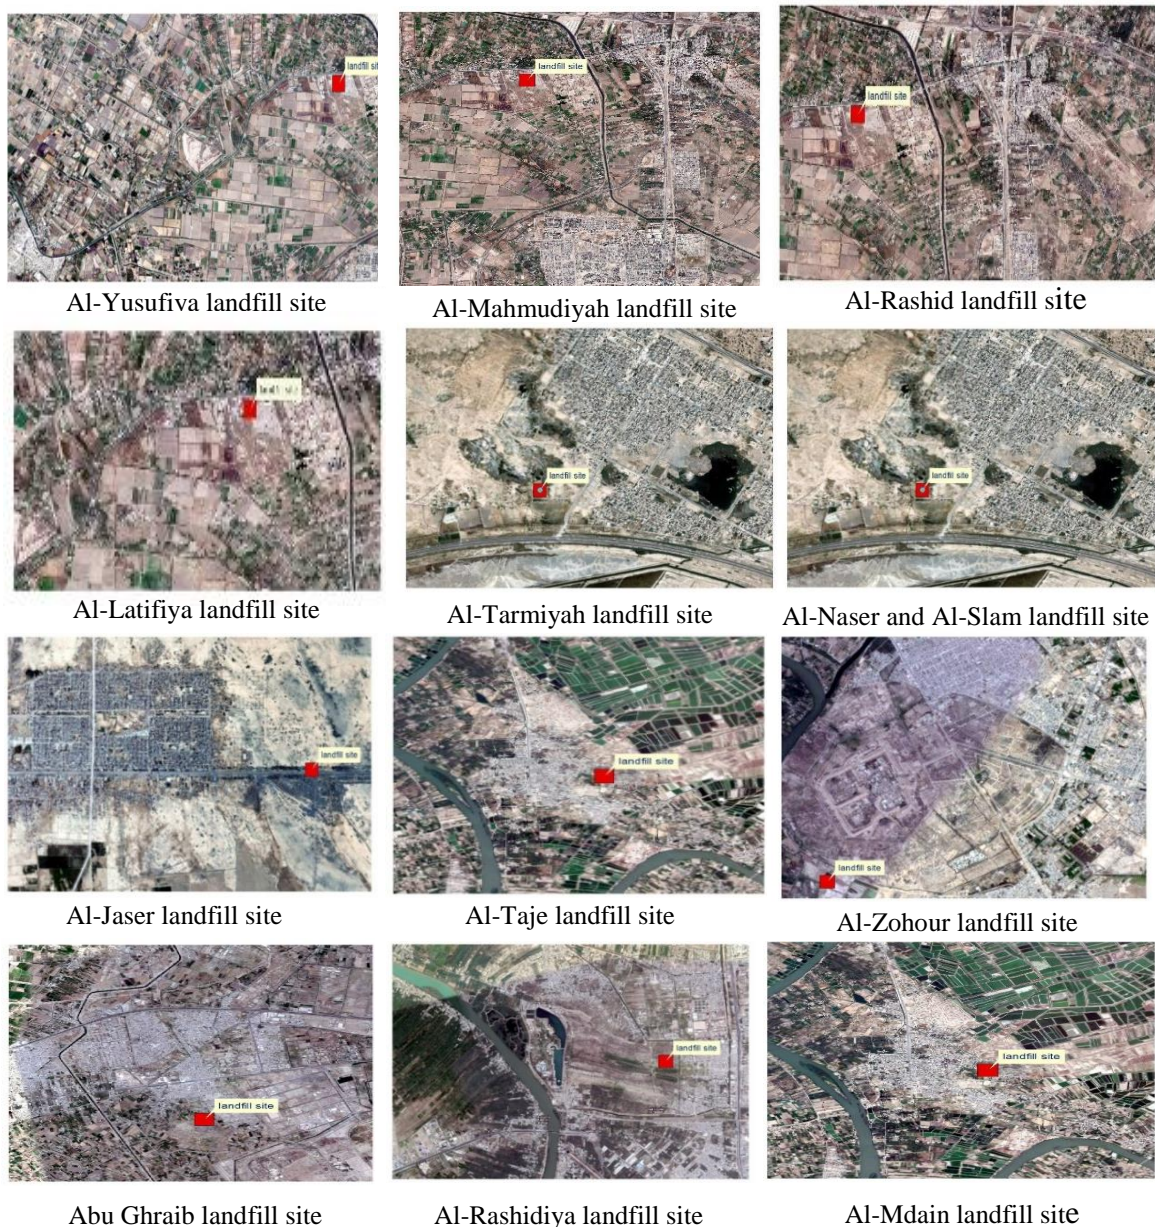 landfill sit
landfill site
landfill site
Al-Yusufiva landfill site
Al-Mahmudiyah landfill site
Al-Rashid landfill site
landfill site
landfill site
landfill site
Al-Latifiya landfill site
Al-Tarmiyah landfill site
Al-Naser and Al-Slam landfill site
landfill site
landfill site
landfill site
Al-Jaser landfill site
Al-Taje landfill site
Al-Zohour landfill site
landfill site
landfill site
landfill site
Abu Ghraib landfill site
Al-Rashidiya landfill site
Al-Mdain landfill site